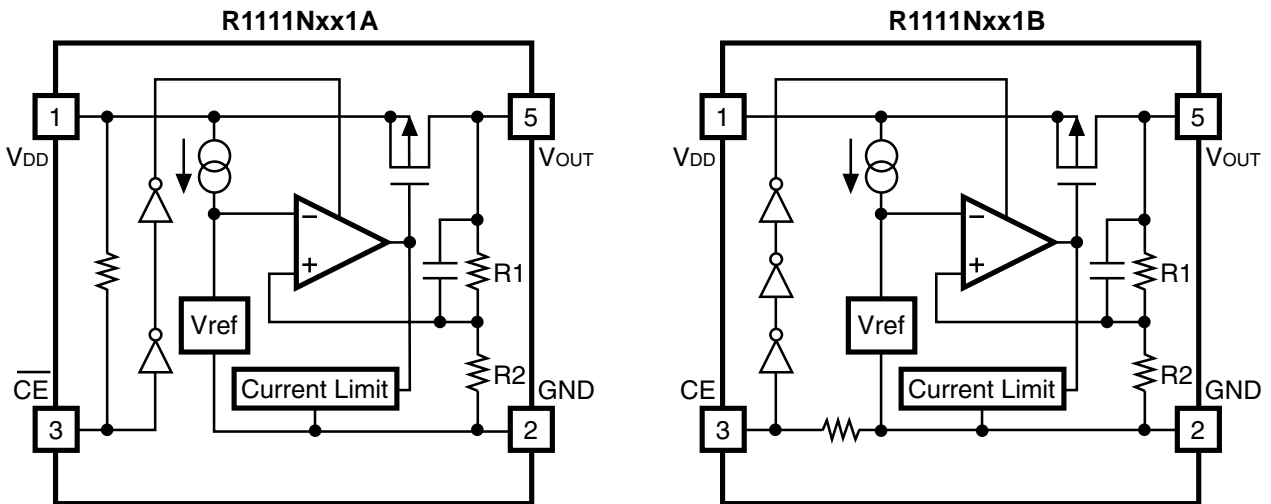 R1111Nxx1A
1
VDD
5
VOUT
−
+
R1
Vref
R2
Current Limit
C̅E̅
3
GND
2
R1111Nxx1B
1
VDD
5
VOUT
−
+
R1
Vref
R2
Current Limit
CE
3
GND
2